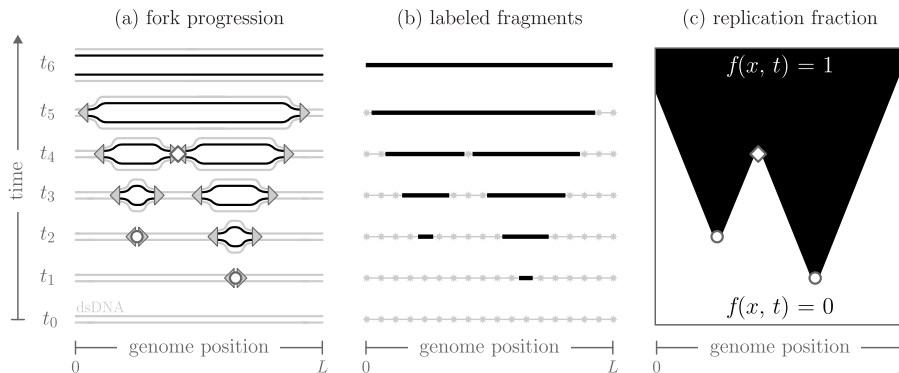 (a) fork progression
(b) labeled fragments
(c) replication fraction
time
t6
t5
t4
t3
t2
t1
t0
dsDNA
f(x, t) = 1
f(x, t) = 0
genome position
0
L
genome position
0
L
genome position
0